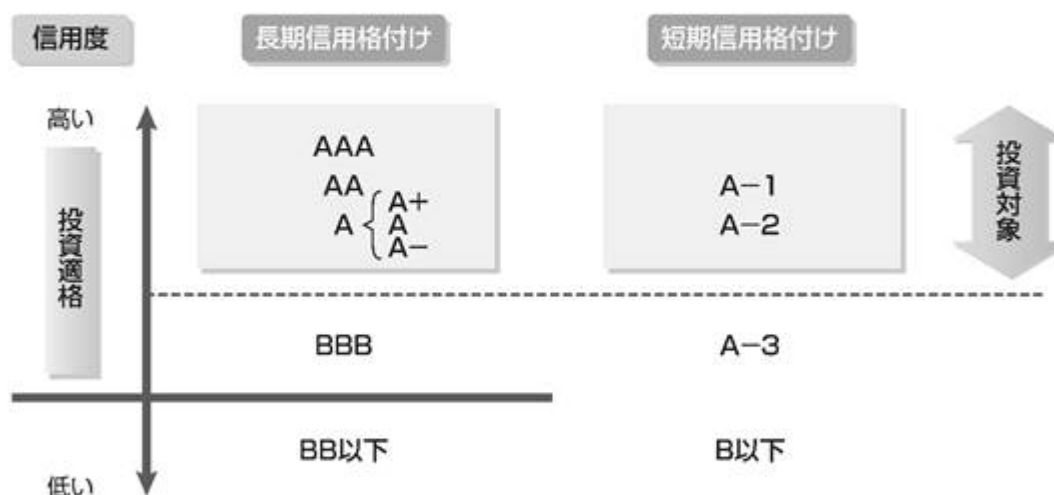 信用度
長期信用格付け
短期信用格付け
高い
投資適格
AAA
AA
A { A+
A
A−
A−1
A−2
投資対象
BBB
A−3
BB以下
B以下
低い